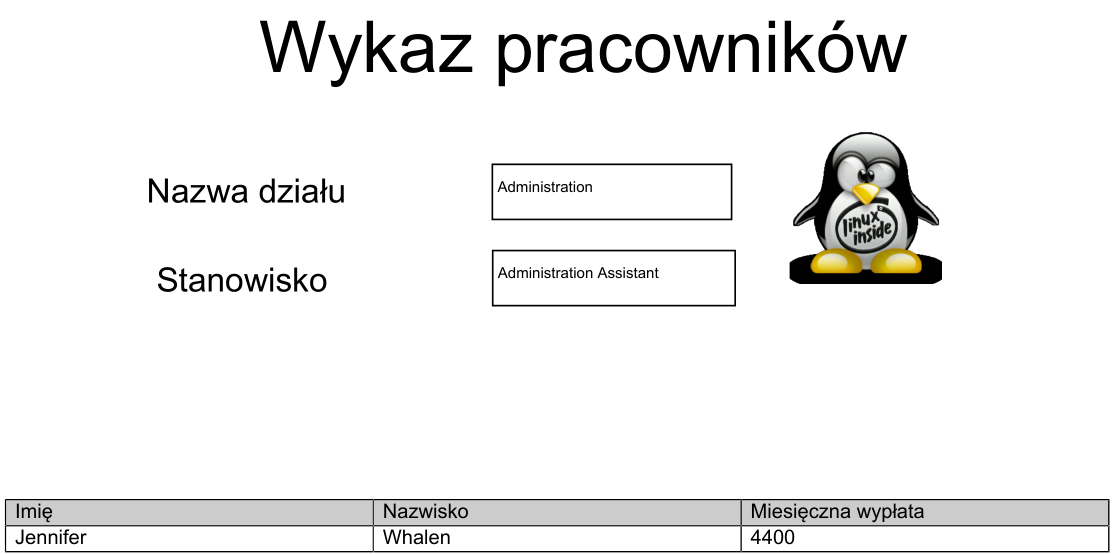 Wykaz pracowników
Nazwa działu
Administration
linux
inside
Stanowisko
Administration Assistant
Imię Nazwisko Miesięczna wypłata
Jennifer Whalen 4400